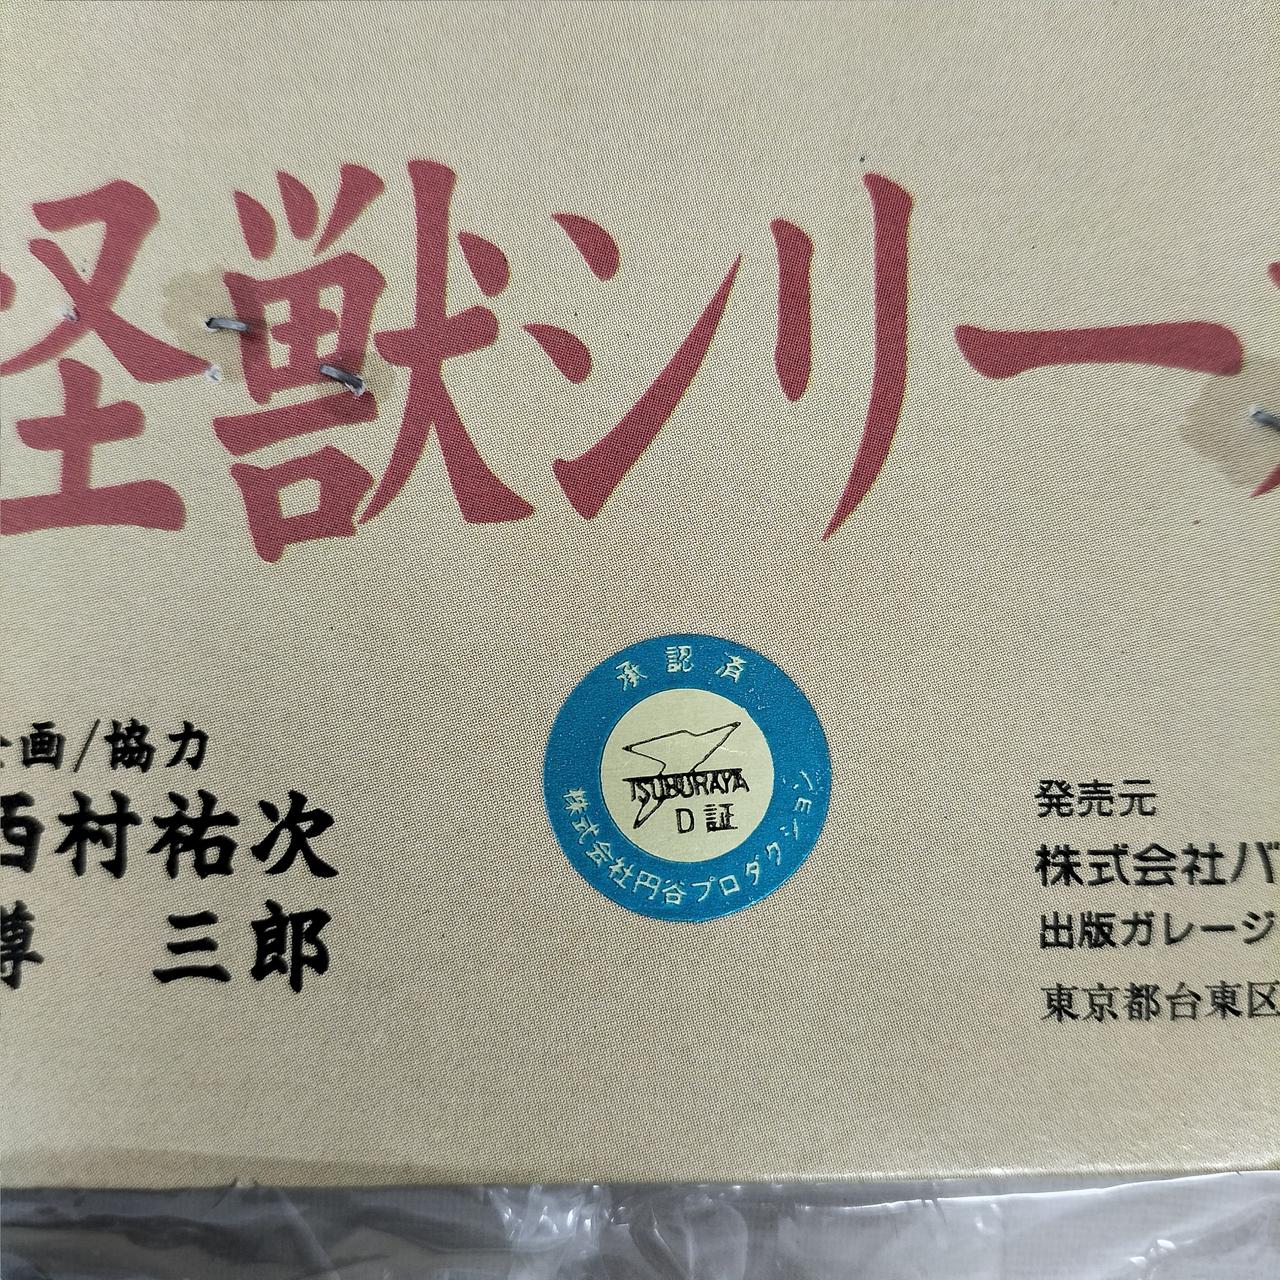 怪獣シリー
画/協力
西村祐次
三郎
承認済
TSUBURAYA
D証
株式会社円谷プロダクション
発売元
株式会社バ
出版ガレージ
東京都台東区